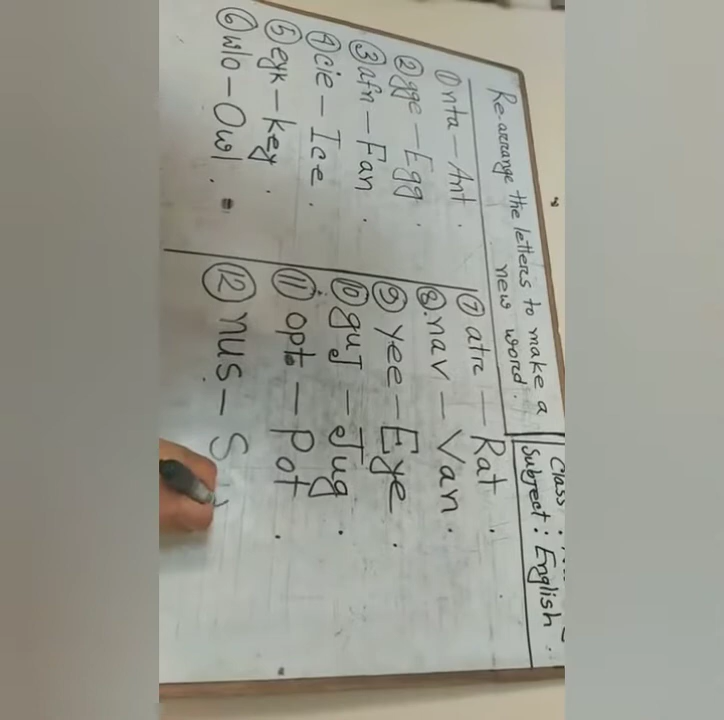 Class :
Subject : English
Re-arrange the letters to make a
new word.
① nta – Ant .
② gge – Egg .
③ afn – Fan .
④ cie – Ice .
⑤ eyk – key .
⑥ wlo – Owl .
⑦ atr – Rat .
⑧ nav – Van .
⑨ yee – Eye .
⑩ guj – Jug .
⑪ opt – Pot .
⑫ nus – S